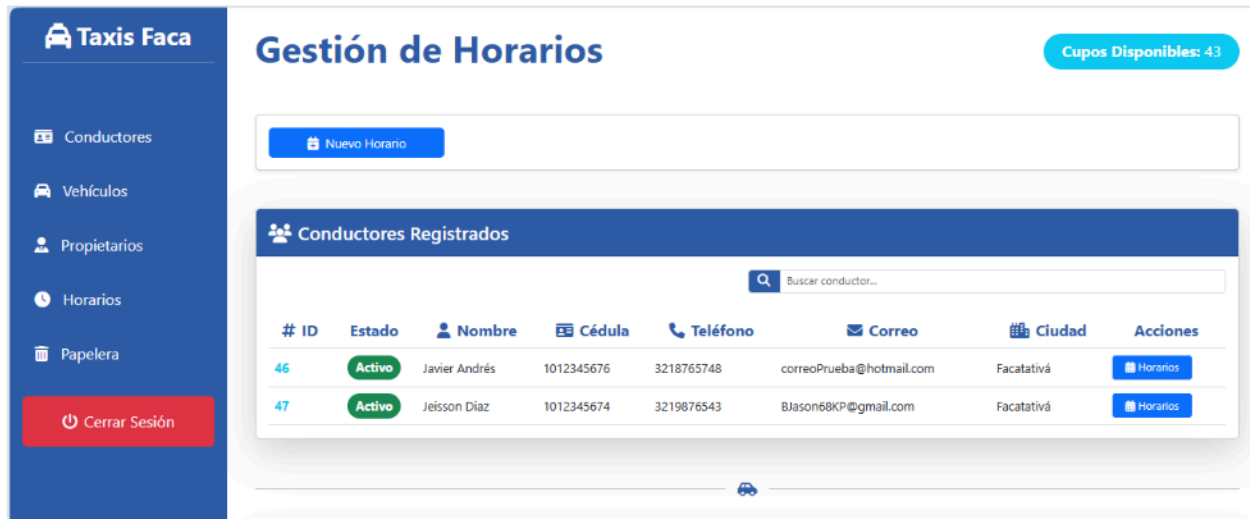 Taxis Faca
Conductores
Vehículos
Propietarios
Horarios
Papelera
Cerrar Sesión
Gestión de Horarios
Cupos Disponibles: 43
Nuevo Horario
Conductores Registrados
Buscar conductor...
# ID Estado Nombre Cédula Teléfono Correo Ciudad Acciones
46 Activo Javier Andrés 1012345676 3218765748 correoPrueba@hotmail.com Facatativá Horarios
47 Activo Jeisson Diaz 1012345674 3219876543 BJason68KP@gmail.com Facatativá Horarios